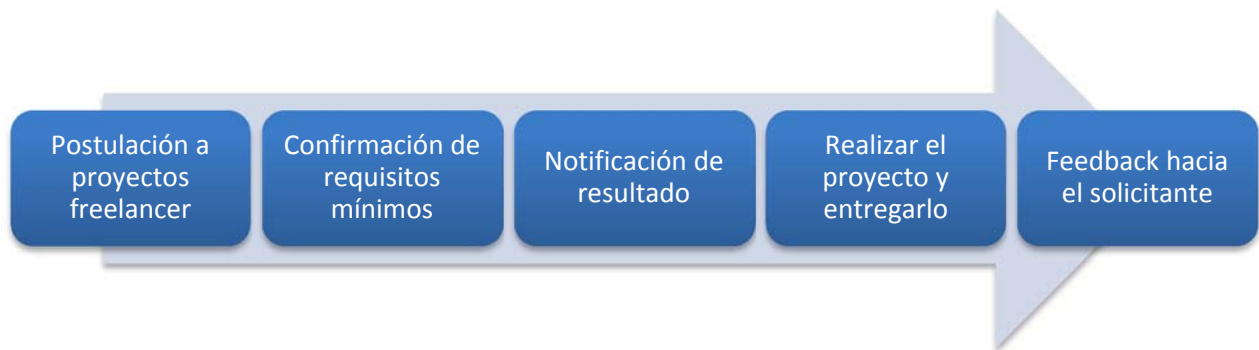 Postulación a
proyectos
freelancer
Confirmación de
requisitos
mínimos
Notificación de
resultado
Realizar el
proyecto y
entregarlo
Feedback hacia
el solicitante